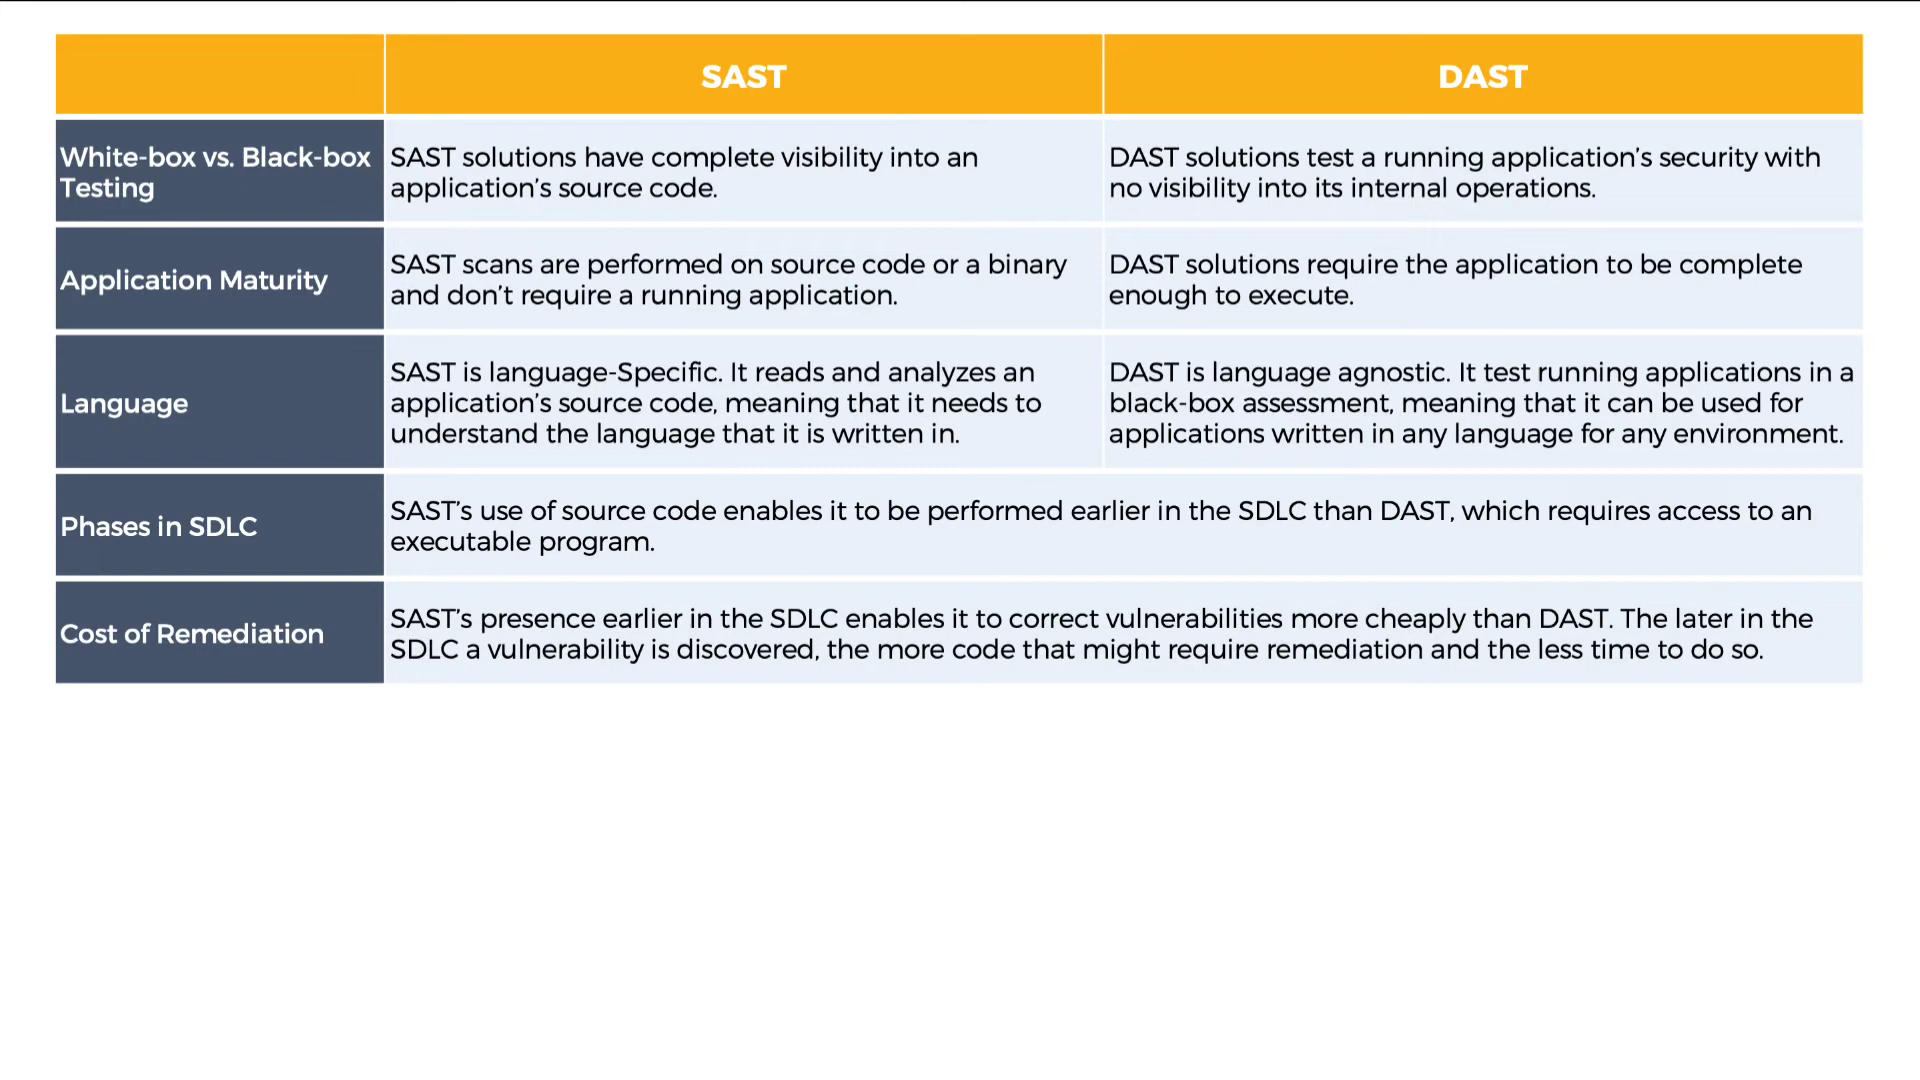 SAST
DAST
White-box vs. Black-box
Testing
SAST solutions have complete visibility into an
application’s source code.
DAST solutions test a running application’s security with
no visibility into its internal operations.
Application Maturity
SAST scans are performed on source code or a binary
and don’t require a running application.
DAST solutions require the application to be complete
enough to execute.
Language
SAST is language-Specific. It reads and analyzes an
application’s source code, meaning that it needs to
understand the language that it is written in.
DAST is language agnostic. It test running applications in a
black-box assessment, meaning that it can be used for
applications written in any language for any environment.
Phases in SDLC
SAST’s use of source code enables it to be performed earlier in the SDLC than DAST, which requires access to an
executable program.
Cost of Remediation
SAST’s presence earlier in the SDLC enables it to correct vulnerabilities more cheaply than DAST. The later in the
SDLC a vulnerability is discovered, the more code that might require remediation and the less time to do so.